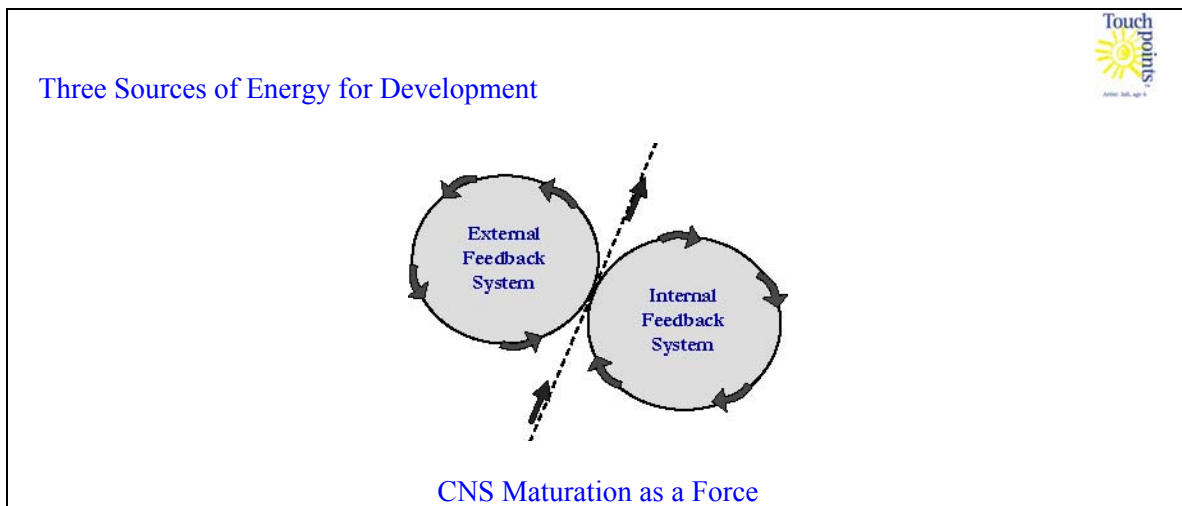 Touch
points
Three Sources of Energy for Development
External
Feedback
System
Internal
Feedback
System
CNS Maturation as a Force